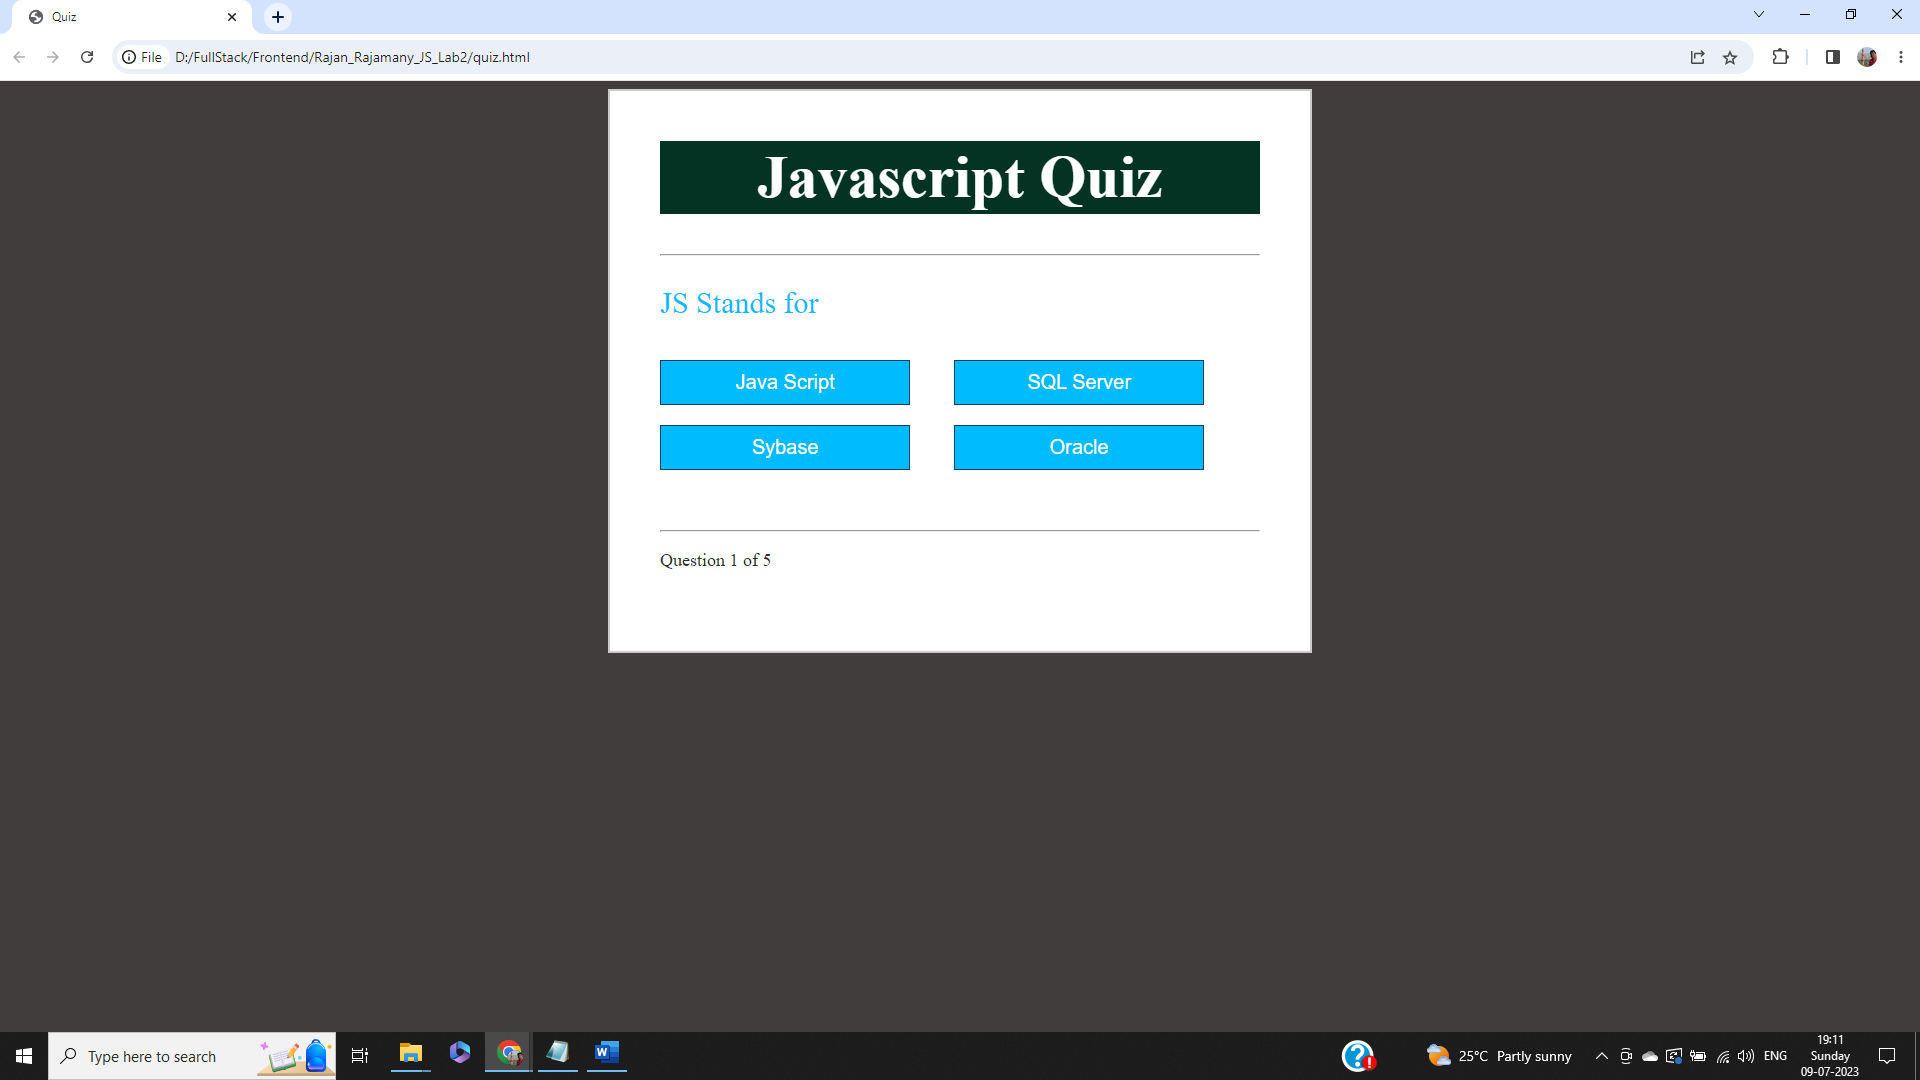 Quiz
File D:/FullStack/Frontend/Rajan_Rajamany_JS_Lab2/quiz.html
Javascript Quiz
JS Stands for
Java Script SQL Server
Sybase Oracle
Question 1 of 5
Type here to search
25°C Partly sunny
ENG
19:11
Sunday
09-07-2023